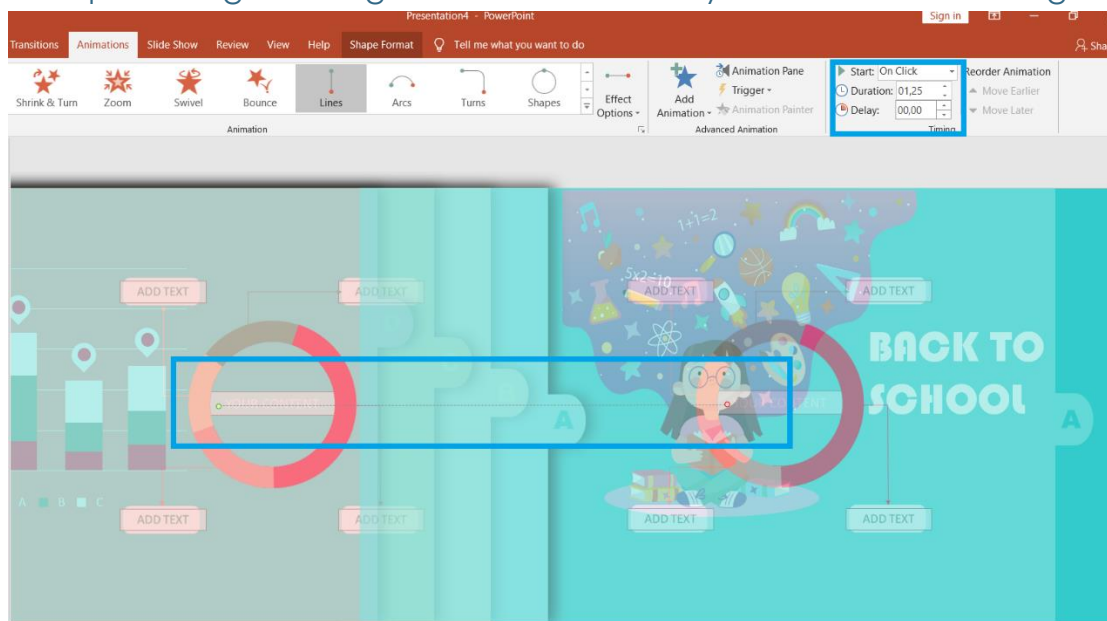 Presentation4 - PowerPoint
Sign in
Transitions Animations Slide Show Review View Help Shape Format Tell me what you want to do
Sha
Shrink & Turn Zoom Swivel Bounce Lines Arcs Turns Shapes
Effect
Options
Add
Animation
Animation Pane
Trigger
Animation Painter
Start: On Click
Duration: 01,25
Delay: 00,00
Reorder Animation
Move Earlier
Move Later
Animation
Advanced Animation
Timing
1+1=2
5x2=10
ADD TEXT
ADD TEXT
ADD TEXT
ADD TEXT
BACK TO
SCHOOL
YOUR CONTENT
CONTENT
D
B
A
A
A B C
ADD TEXT
ADD TEXT
ADD TEXT
ADD TEXT